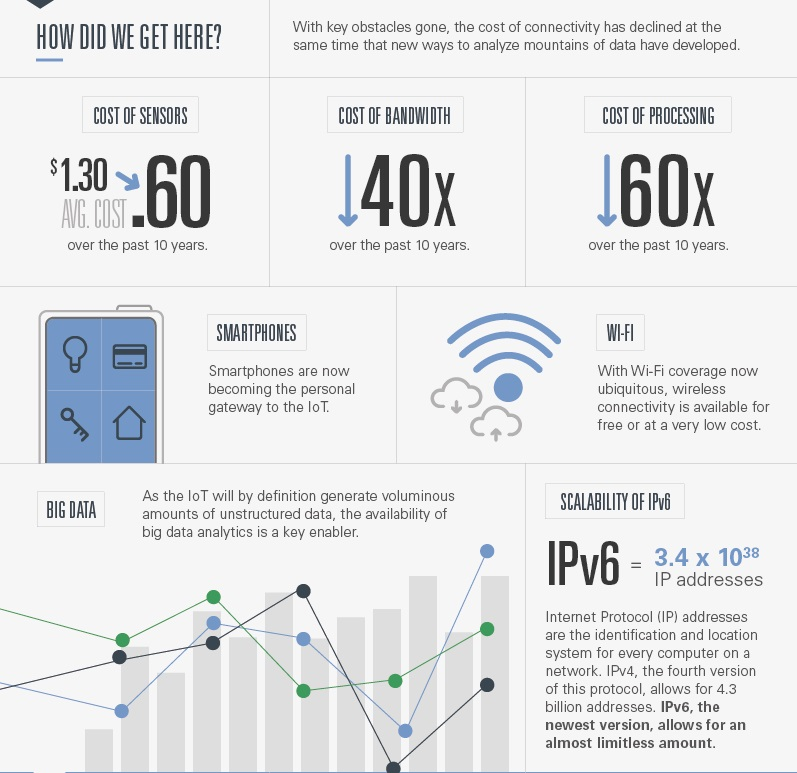 HOW DID WE GET HERE?
With key obstacles gone, the cost of connectivity has declined at the
same time that new ways to analyze mountains of data have developed.
COST OF SENSORS
$1.30
AVG. COST .60
over the past 10 years.
COST OF BANDWIDTH
40x
over the past 10 years.
COST OF PROCESSING
60x
over the past 10 years.
SMARTPHONES
Smartphones are now
becoming the personal
gateway to the IoT.
WI-FI
With Wi-Fi coverage now
ubiquitous, wireless
connectivity is available for
free or at a very low cost.
BIG DATA
As the IoT will by definition generate voluminous
amounts of unstructured data, the availability of
big data analytics is a key enabler.
SCALABILITY OF IPv6
IPv6 = 3.4 x 10³⁸
IP addresses
Internet Protocol (IP) addresses
are the identification and location
system for every computer on a
network. IPv4, the fourth version
of this protocol, allows for 4.3
billion addresses. IPv6, the
newest version, allows for an
almost limitless amount.